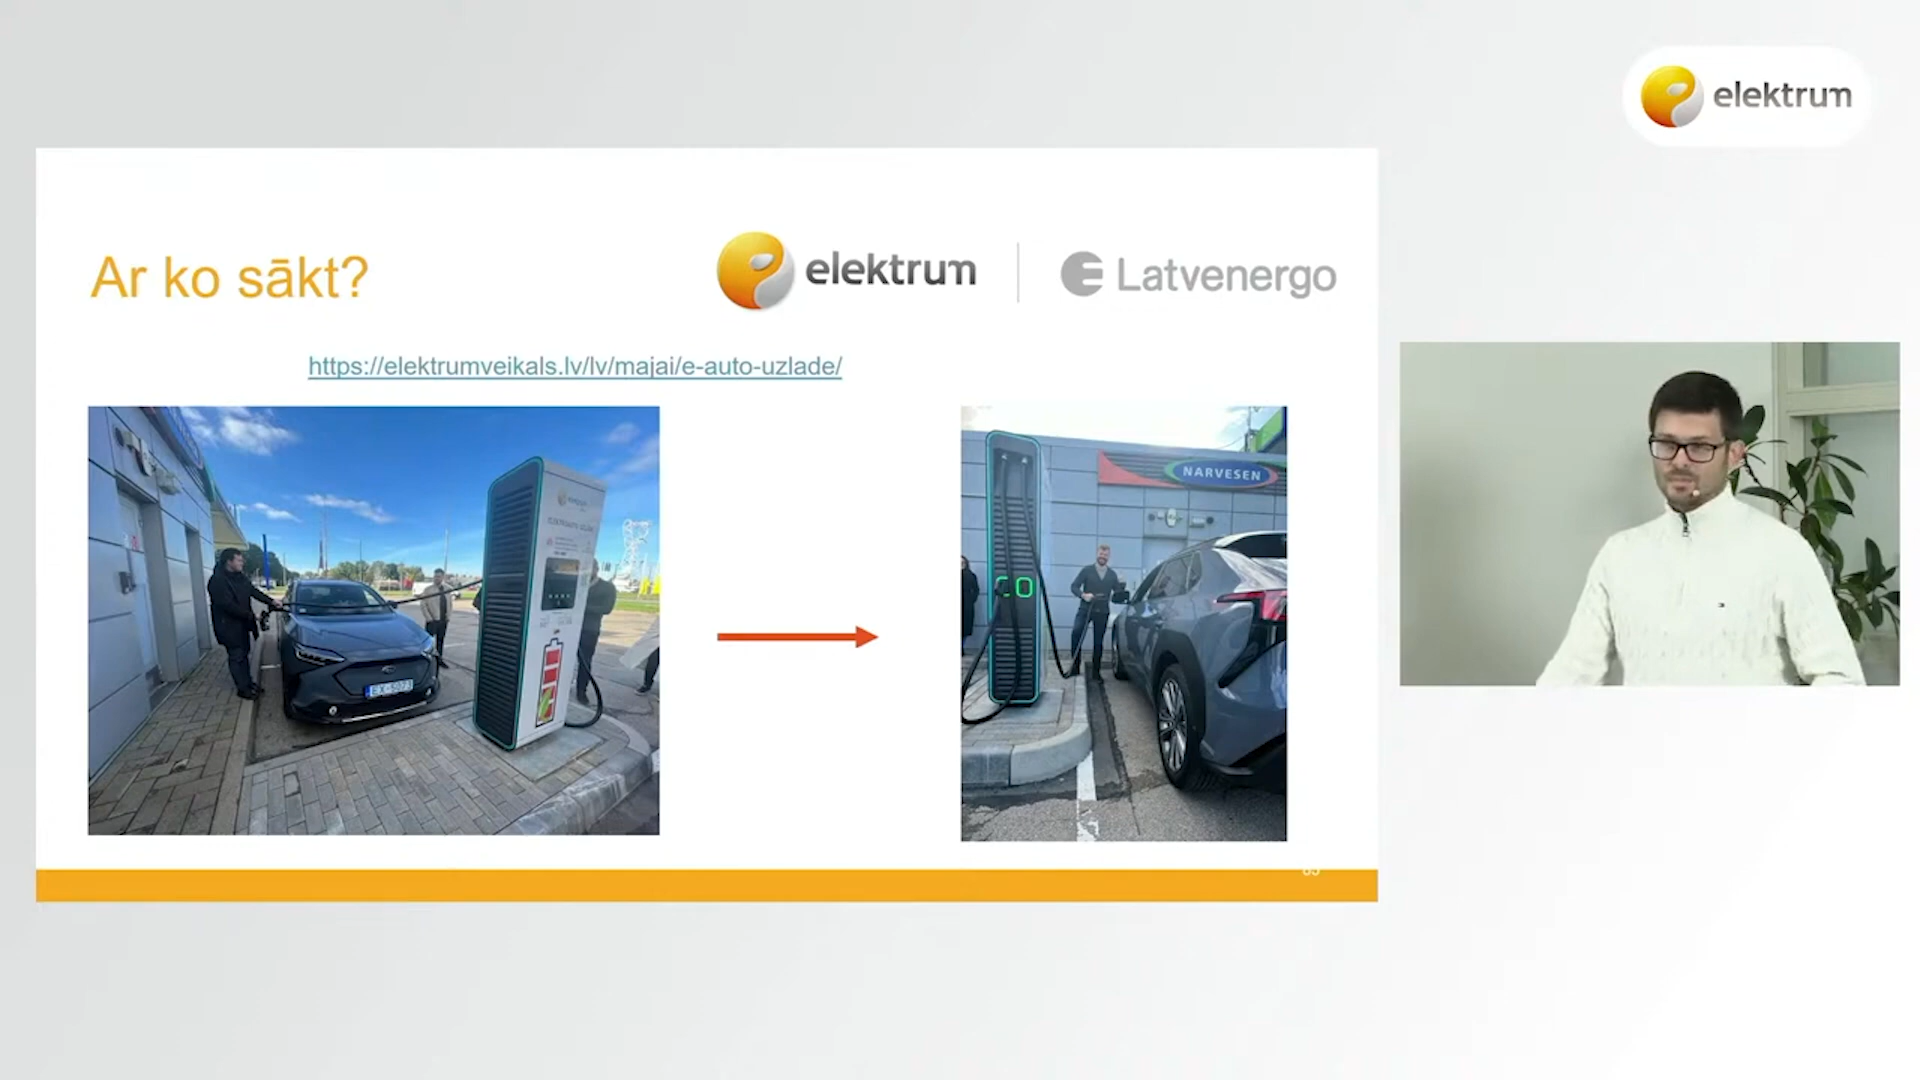 elektrum
Ar ko sākt?
elektrum
Latvenergo
https://elektrumveikals.lv/lv/majai/e-auto-uzlade/
NARVESEN